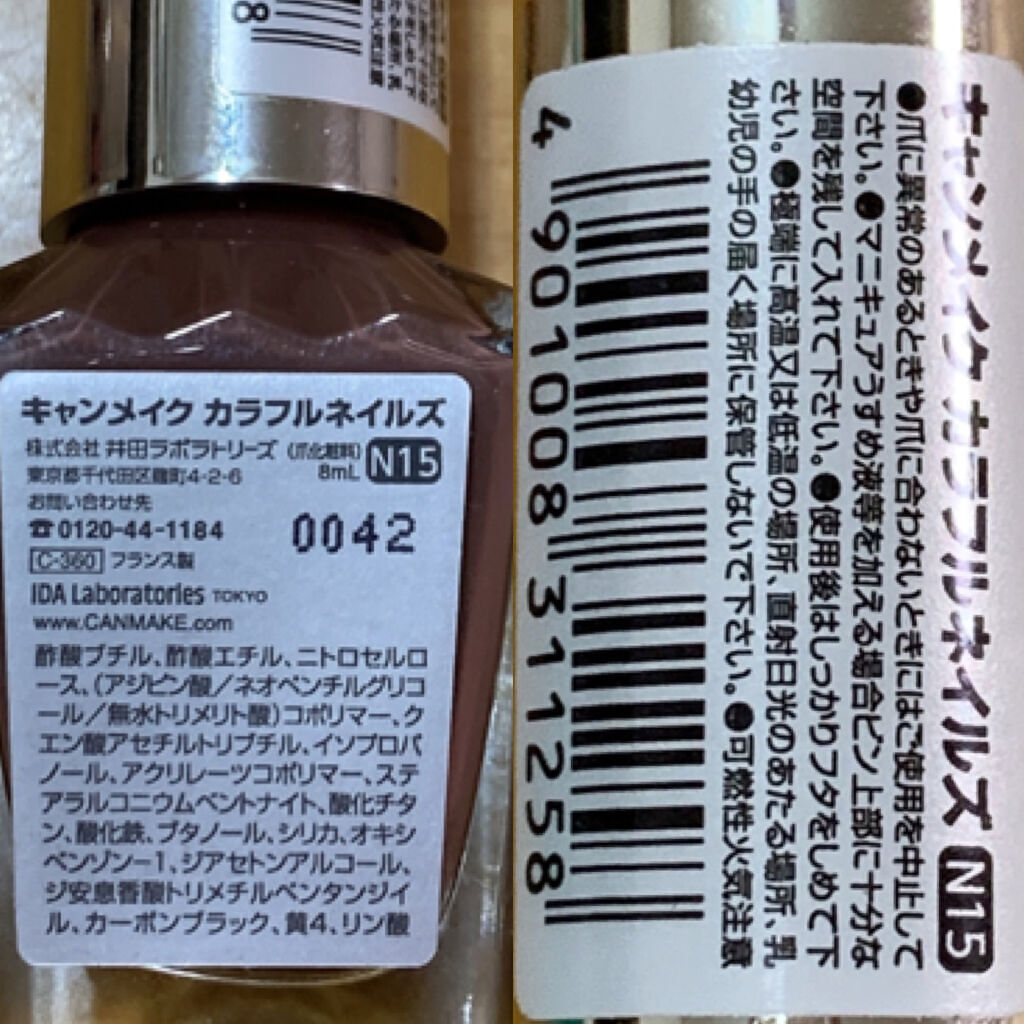 キャンメイク カラフルネイルズ
株式会社 井田ラボラトリーズ 〈爪化粧料〉
東京都千代田区麹町4-2-6 8mL N15
お問い合わせ先
☎0120-44-1184
0042
C-360 フランス製
IDA Laboratories TOKYO
www.CANMAKE.com
酢酸ブチル、酢酸エチル、ニトロセルロ
ース、(アジピン酸/ネオペンチルグリコ
ール/無水トリメリト酸)コポリマー、ク
エン酸アセチルトリブチル、イソプロパ
ノール、アクリレーツコポリマー、ステ
アラルコニウムベントナイト、酸化チタ
ン、酸化鉄、ブタノール、シリカ、オキシ
ベンゾン-1、ジアセトンアルコール、
ジ安息香酸トリメチルペンタンジイ
ル、カーボンブラック、黄4、リン酸
キャンメイク カラフルネイルズ N15
●爪に異常のあるときや爪に合わないときにはご使用を中止して
下さい。●マニキュアうすめ液等を加える場合ビン上部に十分な
空間を残して入れて下さい。●使用後はしっかりフタをしめて下
さい。●極端に高温又は低温の場所、直射日光のあたる場所、乳
幼児の手の届く場所に保管しないで下さい。●可燃性火気注意
4 901008 311258